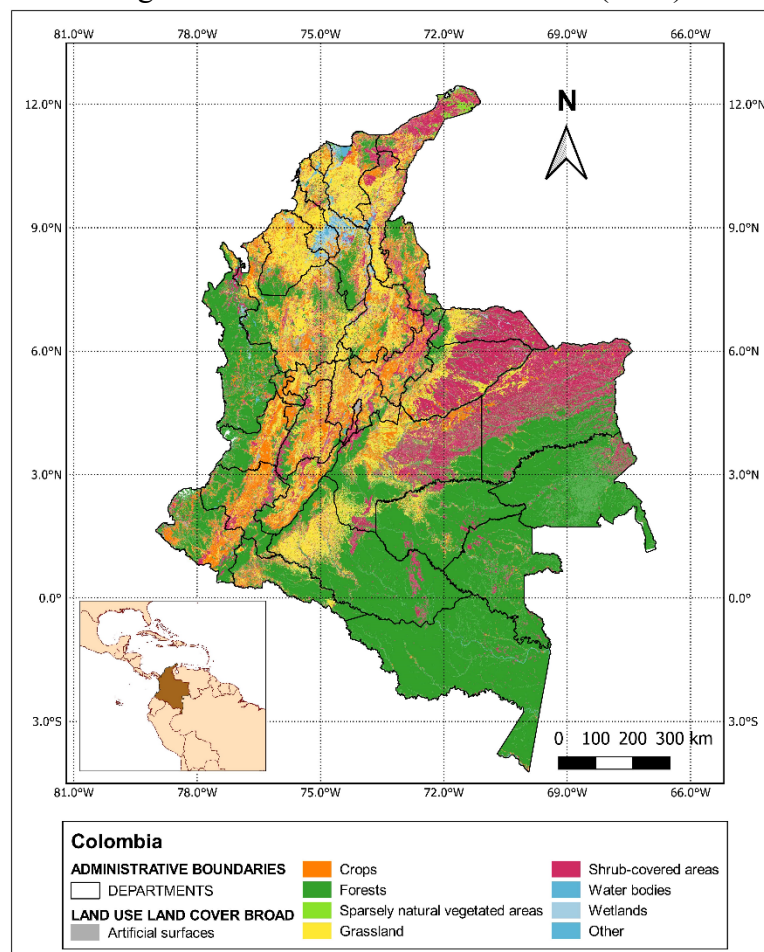 81.0°W 78.0°W 75.0°W 72.0°W 69.0°W 66.0°W
12.0°N 12.0°N
N
9.0°N 9.0°N
6.0°N 6.0°N
3.0°N 3.0°N
0.0° 0.0°
3.0°S 3.0°S
0 100 200 300 km
81.0°W 78.0°W 75.0°W 72.0°W 69.0°W 66.0°W
Colombia
ADMINISTRATIVE BOUNDARIES
DEPARTMENTS
LAND USE LAND COVER BROAD
Artificial surfaces
Crops
Forests
Sparsely natural vegetated areas
Grassland
Shrub-covered areas
Water bodies
Wetlands
Other